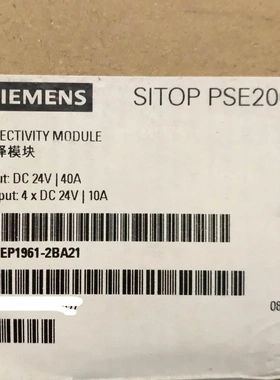 IEMENS
SITOP PSE20
ECTIVITY MODULE
择模块
ut: DC 24V | 40A
put: 4 x DC 24V | 10A
EP1961-2BA21
08